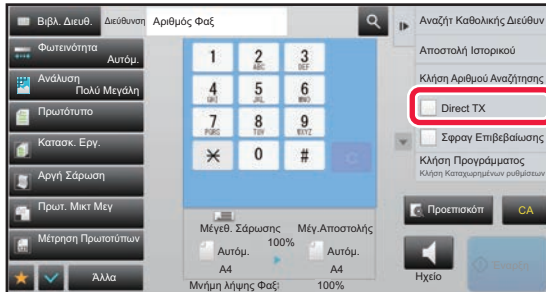 Βιβλ. Διευθ.
Διεύθυνση
Αριθμός Φαξ
Φωτεινότητα
Αυτόμ.
Ανάλυση
Πολύ Μεγάλη
Πρωτότυπο
Κατασκ. Εργ.
Αργή Σάρωση
Πρωτ. Μικτ Μεγ
Μέτρηση Πρωτοτύπων
Άλλα
1
2
ABC
3
DEF
4
GHI
5
JKL
6
MNO
7
PQRS
8
TUV
9
WXYZ
0
#
C
Μέγεθ. Σάρωσης
Μέγ.Αποστολής
100%
Αυτόμ.
Αυτόμ.
A4
A4
Μνήμη λήψης Φαξ:
100%
Αναζήτ Καθολικής Διεύθυν
Αποστολή Ιστορικού
Κλήση Αριθμού Αναζήτησης
Direct TX
Σφραγ Επιβεβαίωσης
Κλήση Προγράμματος
Κλήση Καταχωρημένων ρυθμίσεων
Προεπισκόπ
CA
Ηχείο
Έναρξη